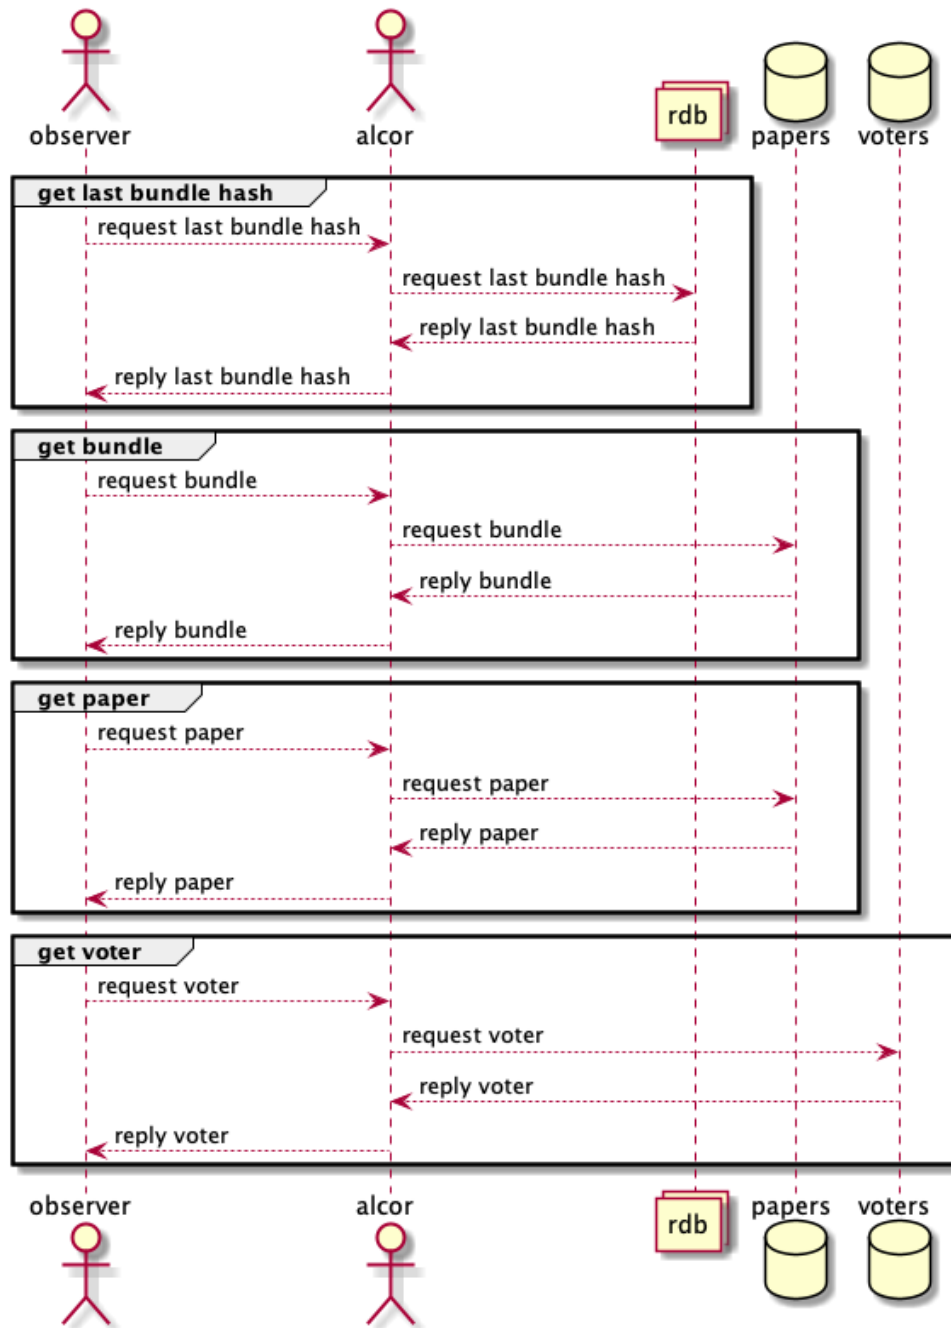 observer alcor rdb papers voters
get last bundle hash
request last bundle hash
request last bundle hash
reply last bundle hash
reply last bundle hash
get bundle
request bundle
request bundle
reply bundle
reply bundle
get paper
request paper
request paper
reply paper
reply paper
get voter
request voter
request voter
reply voter
reply voter
observer alcor rdb papers voters